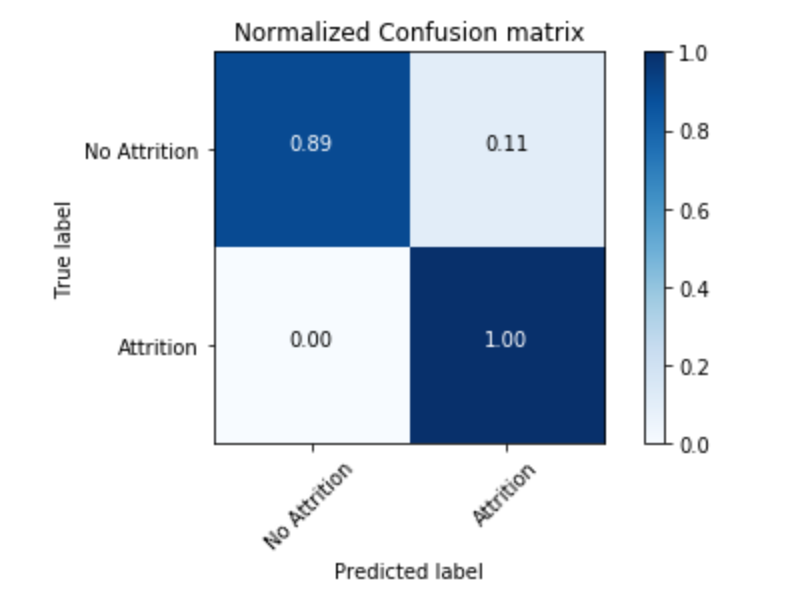 Normalized Confusion matrix
No Attrition
Attrition
True label
0.89
0.11
0.00
1.00
No Attrition
Attrition
Predicted label
1.0
0.8
0.6
0.4
0.2
0.0